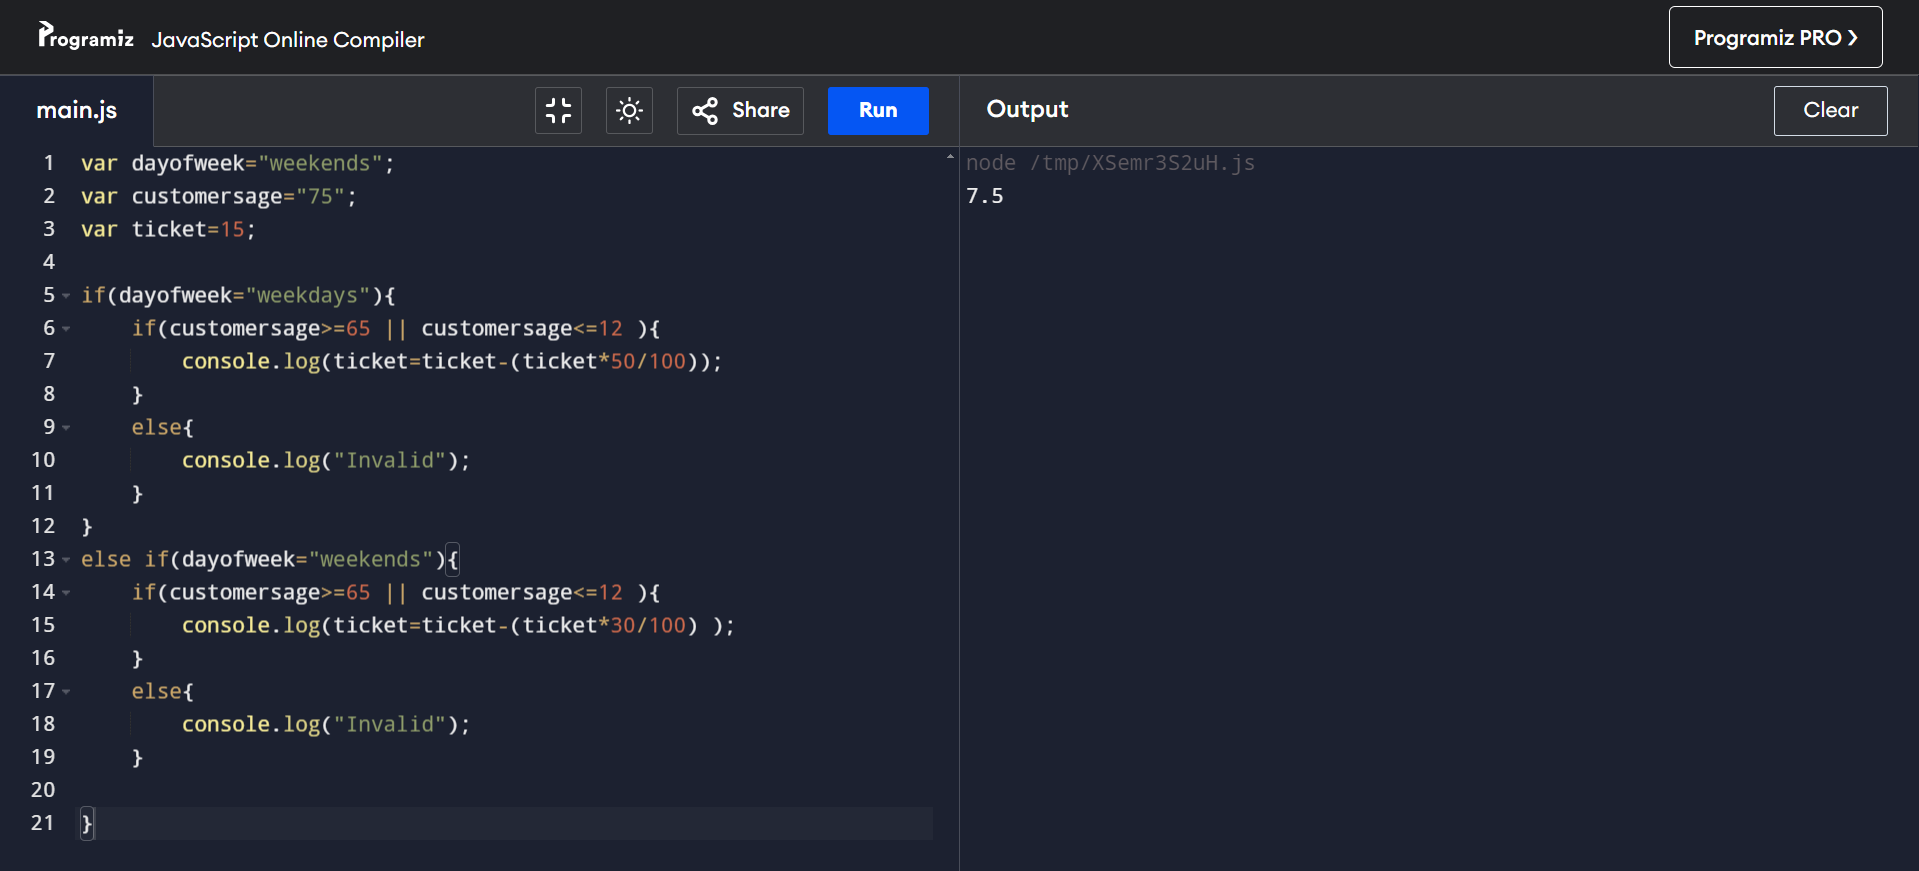 Programiz JavaScript Online Compiler
Programiz PRO ❯
main.js
Share
Run
Output
Clear
1 var dayofweek="weekends";
2 var customersage="75";
3 var ticket=15;
4
5 if(dayofweek="weekdays"){
6     if(customersage>=65 || customersage<=12 ){
7         console.log(ticket=ticket-(ticket*50/100));
8     }
9     else{
10         console.log("Invalid");
11     }
12 }
13 else if(dayofweek="weekends"){
14     if(customersage>=65 || customersage<=12 ){
15         console.log(ticket=ticket-(ticket*30/100) );
16     }
17     else{
18         console.log("Invalid");
19     }
20
21 }
node /tmp/XSemr3S2uH.js
7.5